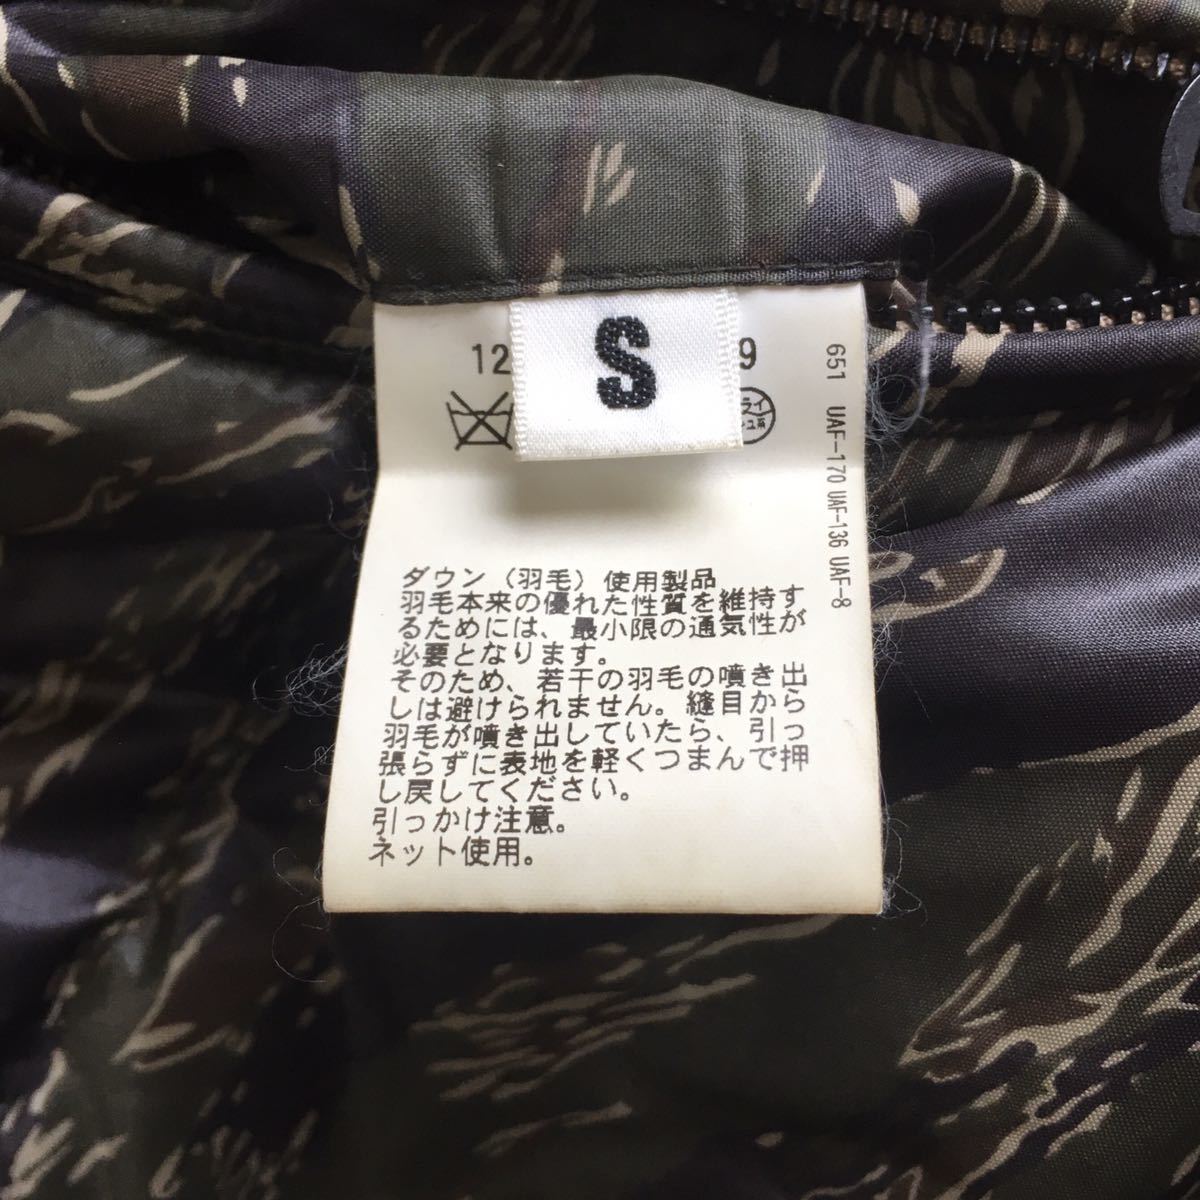 S
12
9
ライ
ュ系
651 UAF-170 UAF-136 UAF-8
ダウン（羽毛）使用製品
羽毛本来の優れた性質を維持す
るためには、最小限の通気性が
必要となります。
そのため、若干の羽毛の噴き出
しは避けられません。縫目から
羽毛が噴き出していたら、引っ
張らずに表地を軽くつまんで押
し戻してください。
引っかけ注意。
ネット使用。